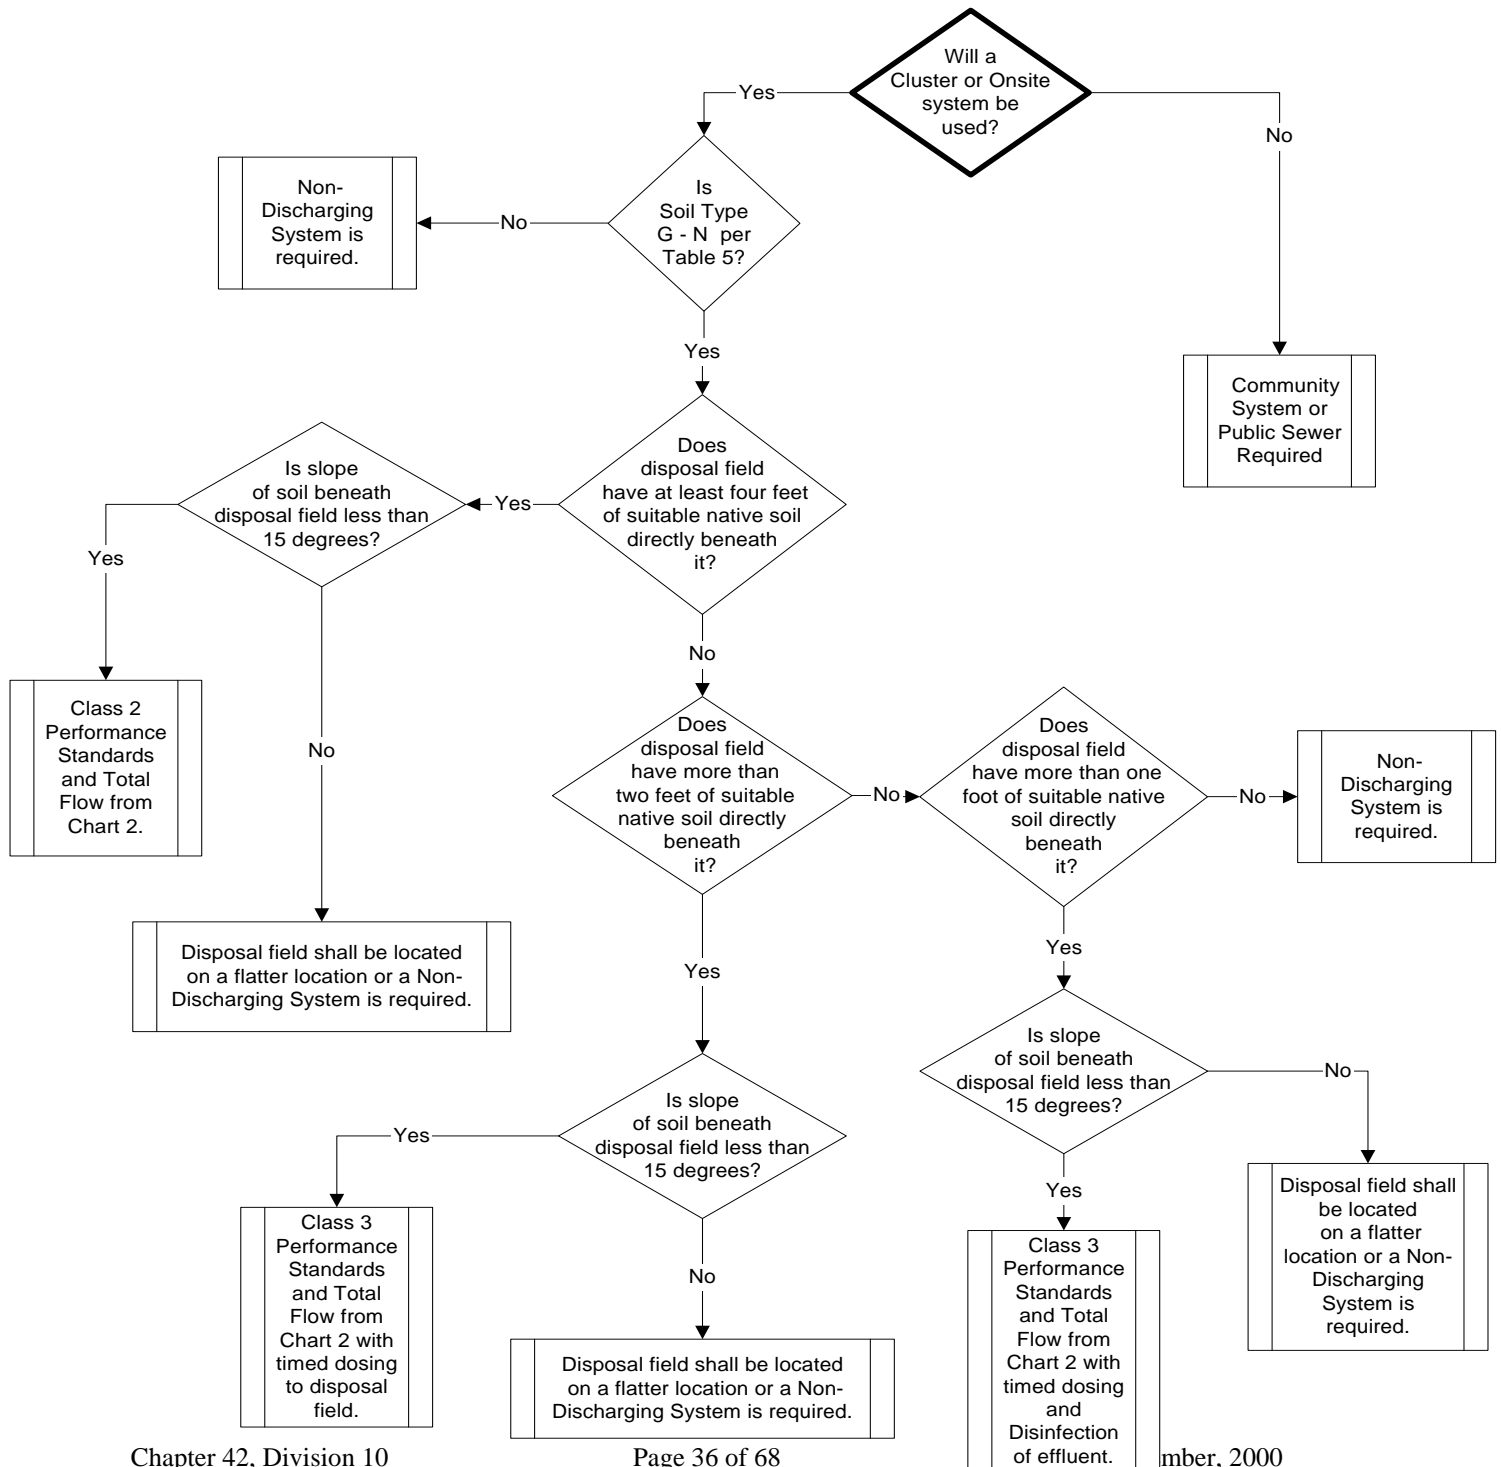 Will a
Cluster or Onsite
system be
used?
Yes
No
Is
Soil Type
G - N per
Table 5?
No
Non-
Discharging
System is
required.
Yes
Community
System or
Public Sewer
Required
Does
disposal field
have at least four feet
of suitable native soil
directly beneath
it?
Yes
Is slope
of soil beneath
disposal field less than
15 degrees?
Yes
Class 2
Performance
Standards
and Total
Flow from
Chart 2.
No
Disposal field shall be located
on a flatter location or a Non-
Discharging System is required.
No
Does
disposal field
have more than
two feet of suitable
native soil directly
beneath
it?
No
Does
disposal field
have more than one
foot of suitable native
soil directly
beneath
it?
No
Non-
Discharging
System is
required.
Yes
Is slope
of soil beneath
disposal field less than
15 degrees?
Yes
Class 3
Performance
Standards
and Total
Flow from
Chart 2 with
timed dosing
to disposal
field.
No
Disposal field shall be located
on a flatter location or a Non-
Discharging System is required.
Yes
Is slope
of soil beneath
disposal field less than
15 degrees?
No
Disposal field shall
be located
on a flatter
location or a Non-
Discharging
System is
required.
Yes
Class 3
Performance
Standards
and Total
Flow from
Chart 2 with
timed dosing
and
Disinfection
of effluent.
Chapter 42, Division 10
Page 36 of 68
mber, 2000